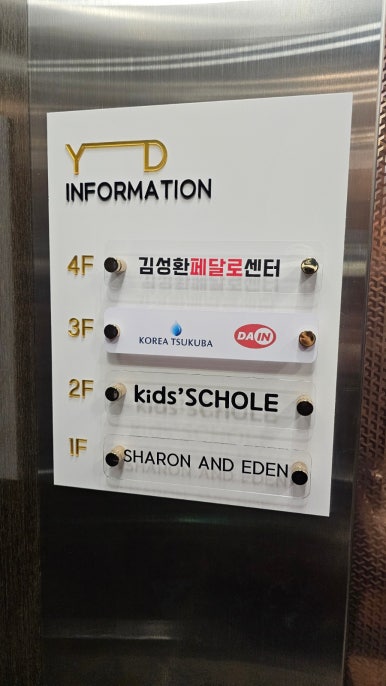 Y D
INFORMATION
4F 김성환페달로센터
3F KOREA TSUKUBA DAIN
2F kids'SCHOLE
1F SHARON AND EDEN